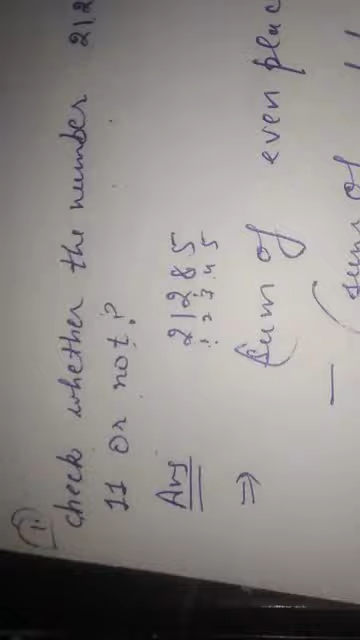 1.
check whether the number 212
11 or not?
Ans 21285
1 2 3 4 5
⇒ (sum of even plac
— (sum of